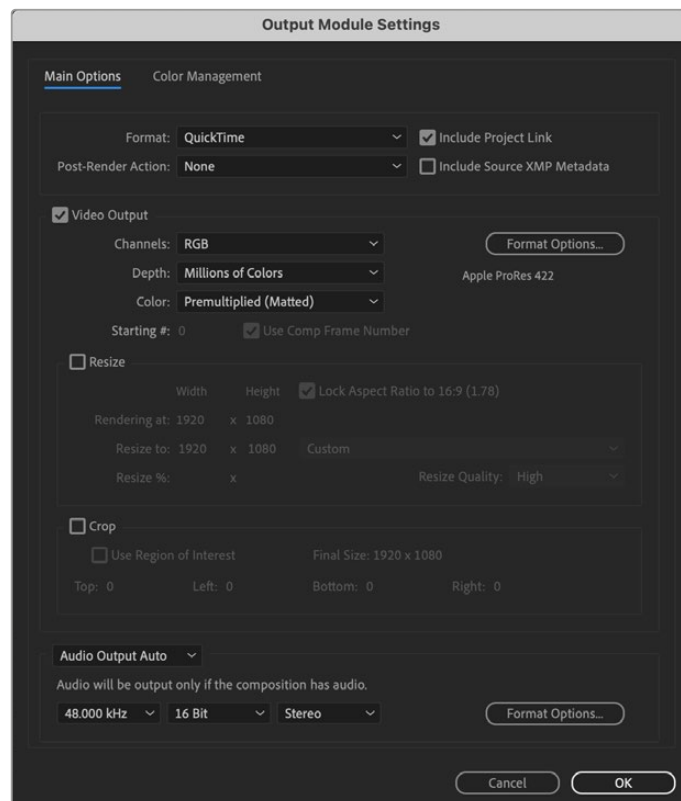 Output Module Settings
Main Options Color Management
Format: QuickTime Include Project Link
Post-Render Action: None Include Source XMP Metadata
Video Output
Channels: RGB Format Options...
Depth: Millions of Colors Apple ProRes 422
Color: Premultiplied (Matted)
Starting #: 0 Use Comp Frame Number
Resize
Width Height Lock Aspect Ratio to 16:9 (1.78)
Rendering at: 1920 x 1080
Resize to: 1920 x 1080 Custom
Resize %: x Resize Quality: High
Crop
Use Region of Interest Final Size: 1920 x 1080
Top: 0 Left: 0 Bottom: 0 Right: 0
Audio Output Auto
Audio will be output only if the composition has audio.
48.000 kHz 16 Bit Stereo Format Options...
Cancel OK